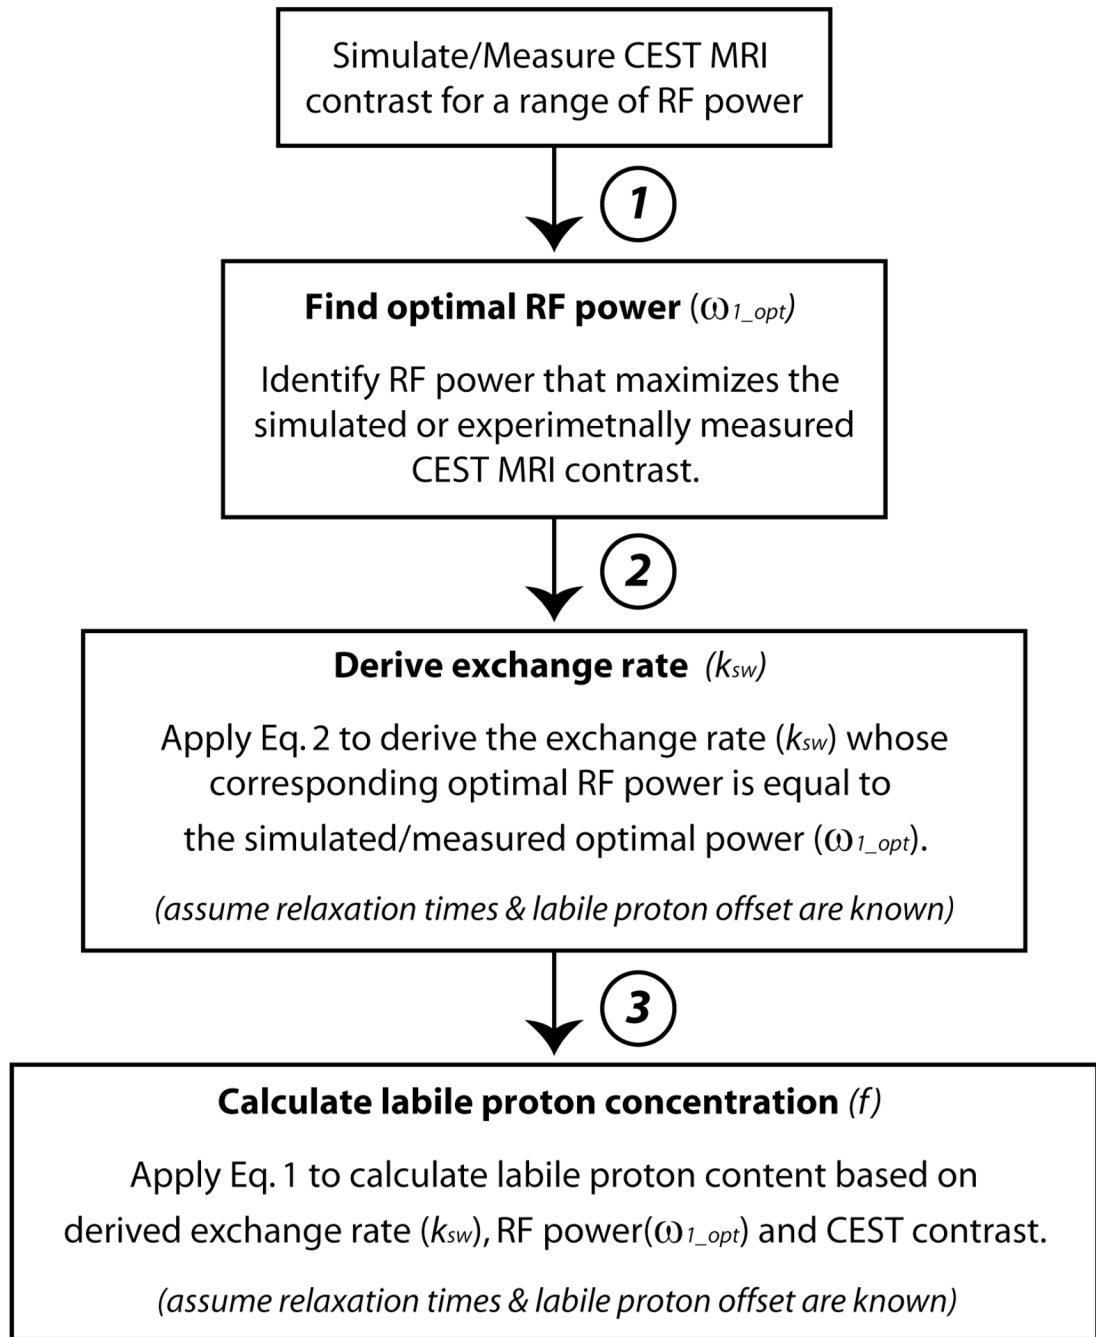 Simulate/Measure CEST MRI
contrast for a range of RF power
1
Find optimal RF power (ω1_opt)
Identify RF power that maximizes the
simulated or experimetnally measured
CEST MRI contrast.
2
Derive exchange rate (ksw)
Apply Eq. 2 to derive the exchange rate (ksw) whose
corresponding optimal RF power is equal to
the simulated/measured optimal power (ω1_opt).
(assume relaxation times & labile proton offset are known)
3
Calculate labile proton concentration (f)
Apply Eq. 1 to calculate labile proton content based on
derived exchange rate (ksw), RF power(ω1_opt) and CEST contrast.
(assume relaxation times & labile proton offset are known)